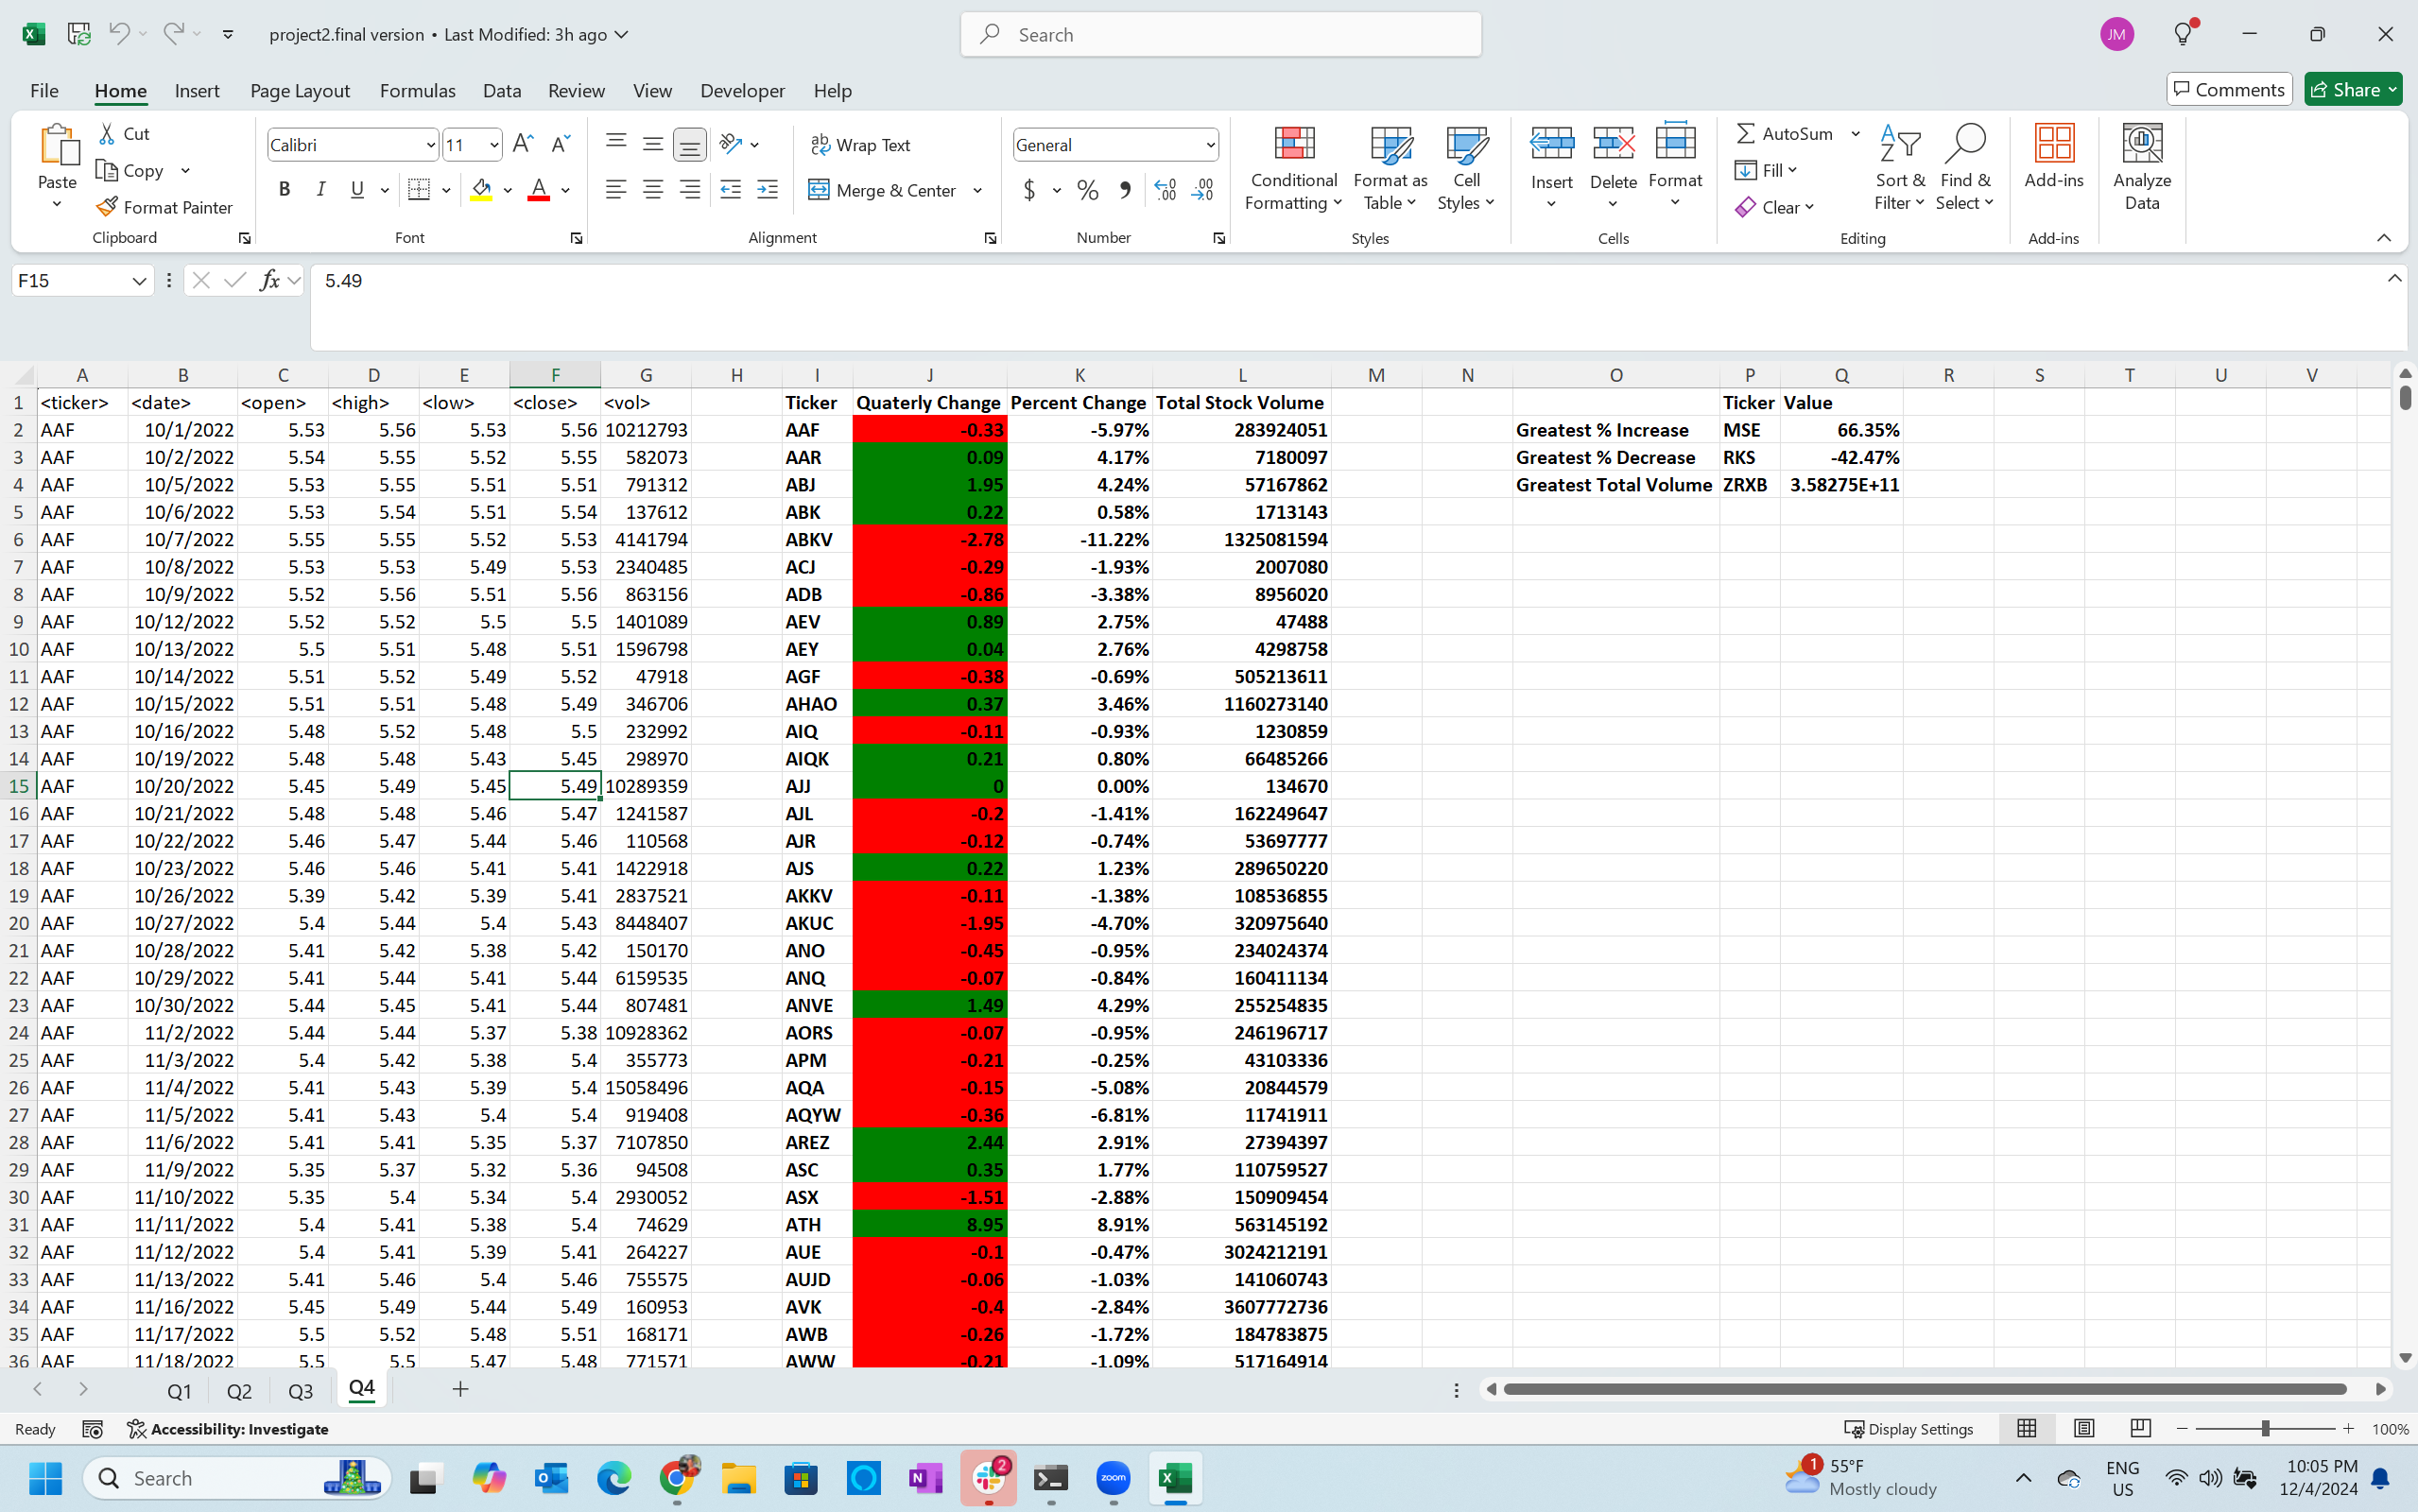 project2.final version • Last Modified: 3h ago
Search
JM
File Home Insert Page Layout Formulas Data Review View Developer Help
Comments Share
Paste Cut Copy Format Painter Clipboard
Calibri 11 B I U A Font
Wrap Text Merge & Center Alignment
General $ % Number
Conditional Formatting Format as Table Cell Styles Styles
Insert Delete Format Cells
AutoSum Fill Clear Sort & Filter Find & Select Editing
Add-ins Add-ins
Analyze Data
F15 fx 5.49
A B C D E F G H I J K L M N O P Q R S T U V
1 <ticker> <date> <open> <high> <low> <close> <vol> Ticker Quaterly Change Percent Change Total Stock Volume Ticker Value
2 AAF 10/1/2022 5.53 5.56 5.53 5.56 10212793 AAF -0.33 -5.97% 283924051 Greatest % Increase MSE 66.35%
3 AAF 10/2/2022 5.54 5.55 5.52 5.55 582073 AAR 0.09 4.17% 7180097 Greatest % Decrease RKS -42.47%
4 AAF 10/5/2022 5.53 5.55 5.51 5.51 791312 ABJ 1.95 4.24% 57167862 Greatest Total Volume ZRXB 3.58275E+11
5 AAF 10/6/2022 5.53 5.54 5.51 5.54 137612 ABK 0.22 0.58% 1713143
6 AAF 10/7/2022 5.55 5.55 5.52 5.53 4141794 ABKV -2.78 -11.22% 1325081594
7 AAF 10/8/2022 5.53 5.53 5.49 5.53 2340485 ACJ -0.29 -1.93% 2007080
8 AAF 10/9/2022 5.52 5.56 5.51 5.56 863156 ADB -0.86 -3.38% 8956020
9 AAF 10/12/2022 5.52 5.52 5.5 5.5 1401089 AEV 0.89 2.75% 47488
10 AAF 10/13/2022 5.5 5.51 5.48 5.51 1596798 AEY 0.04 2.76% 4298758
11 AAF 10/14/2022 5.51 5.52 5.49 5.52 47918 AGF -0.38 -0.69% 505213611
12 AAF 10/15/2022 5.51 5.51 5.48 5.49 346706 AHAO 0.37 3.46% 1160273140
13 AAF 10/16/2022 5.48 5.52 5.48 5.5 232992 AIQ -0.11 -0.93% 1230859
14 AAF 10/19/2022 5.48 5.48 5.43 5.45 298970 AIQK 0.21 0.80% 66485266
15 AAF 10/20/2022 5.45 5.49 5.45 5.49 10289359 AJJ 0 0.00% 134670
16 AAF 10/21/2022 5.48 5.48 5.46 5.47 1241587 AJL -0.2 -1.41% 162249647
17 AAF 10/22/2022 5.46 5.47 5.44 5.46 110568 AJR -0.12 -0.74% 53697777
18 AAF 10/23/2022 5.46 5.46 5.41 5.41 1422918 AJS 0.22 1.23% 289650220
19 AAF 10/26/2022 5.39 5.42 5.39 5.41 2837521 AKKV -0.11 -1.38% 108536855
20 AAF 10/27/2022 5.4 5.44 5.4 5.43 8448407 AKUC -1.95 -4.70% 320975640
21 AAF 10/28/2022 5.41 5.42 5.38 5.42 150170 ANO -0.45 -0.95% 234024374
22 AAF 10/29/2022 5.41 5.44 5.41 5.44 6159535 ANQ -0.07 -0.84% 160411134
23 AAF 10/30/2022 5.44 5.45 5.41 5.44 807481 ANVE 1.49 4.29% 255254835
24 AAF 11/2/2022 5.44 5.44 5.37 5.38 10928362 AORS -0.07 -0.95% 246196717
25 AAF 11/3/2022 5.4 5.42 5.38 5.4 355773 APM -0.21 -0.25% 43103336
26 AAF 11/4/2022 5.41 5.43 5.39 5.4 15058496 AQA -0.15 -5.08% 20844579
27 AAF 11/5/2022 5.41 5.43 5.4 5.4 919408 AQYW -0.36 -6.81% 11741911
28 AAF 11/6/2022 5.41 5.41 5.35 5.37 7107850 AREZ 2.44 2.91% 27394397
29 AAF 11/9/2022 5.35 5.37 5.32 5.36 94508 ASC 0.35 1.77% 110759527
30 AAF 11/10/2022 5.35 5.4 5.34 5.4 2930052 ASX -1.51 -2.88% 150909454
31 AAF 11/11/2022 5.4 5.41 5.38 5.4 74629 ATH 8.95 8.91% 563145192
32 AAF 11/12/2022 5.4 5.41 5.39 5.41 264227 AUE -0.1 -0.47% 3024212191
33 AAF 11/13/2022 5.41 5.46 5.4 5.46 755575 AUJD -0.06 -1.03% 141060743
34 AAF 11/16/2022 5.45 5.49 5.44 5.49 160953 AVK -0.4 -2.84% 3607772736
35 AAF 11/17/2022 5.5 5.52 5.48 5.51 168171 AWB -0.26 -1.72% 184783875
36 AAF 11/18/2022 5.5 5.5 5.47 5.48 771571 AWW -0.21 -1.09% 517164914
Q1 Q2 Q3 Q4
Ready Accessibility: Investigate Display Settings 100%
Search 2 zoom 1 55°F Mostly cloudy ENG US 10:05 PM 12/4/2024